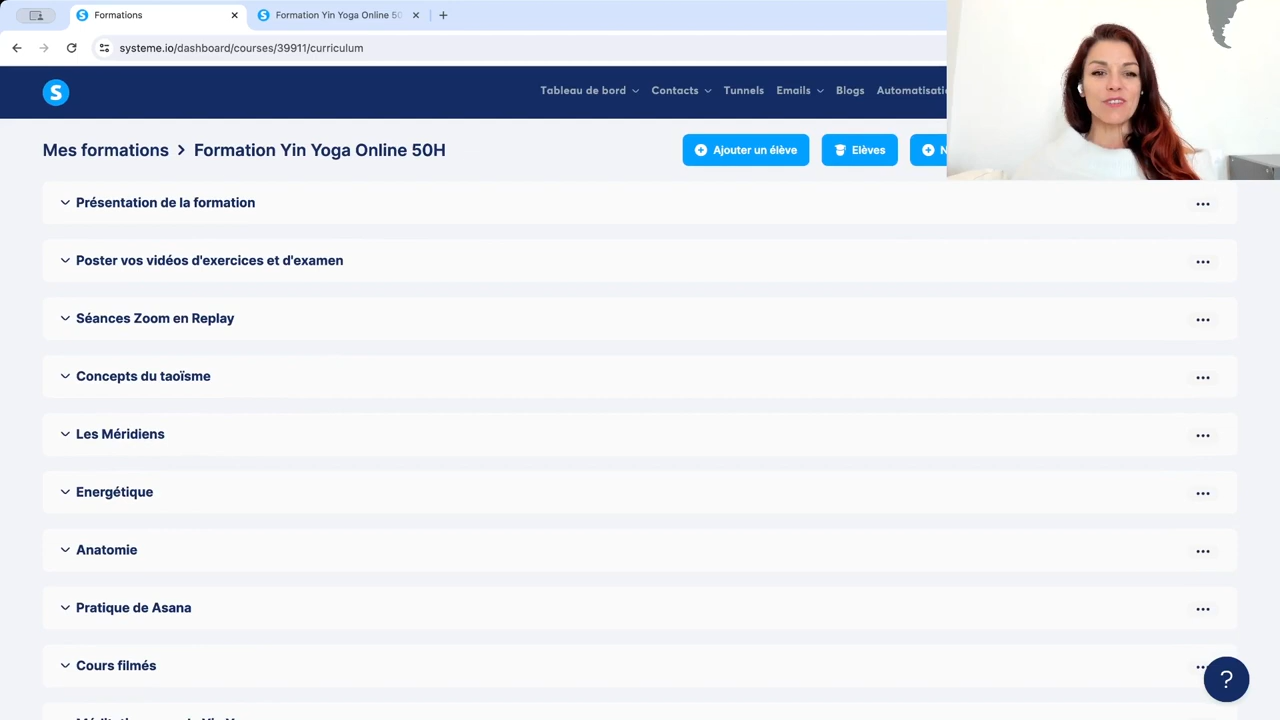 Formations
Formation Yin Yoga Online 50
systeme.io/dashboard/courses/39911/curriculum
S
Tableau de bord
Contacts
Tunnels
Emails
Blogs
Mes formations > Formation Yin Yoga Online 50H
Ajouter un élève
Elèves
Présentation de la formation
Poster vos vidéos d'exercices et d'examen
Séances Zoom en Replay
Concepts du taoïsme
Les Méridiens
Energétique
Anatomie
Pratique de Asana
Cours filmés
?